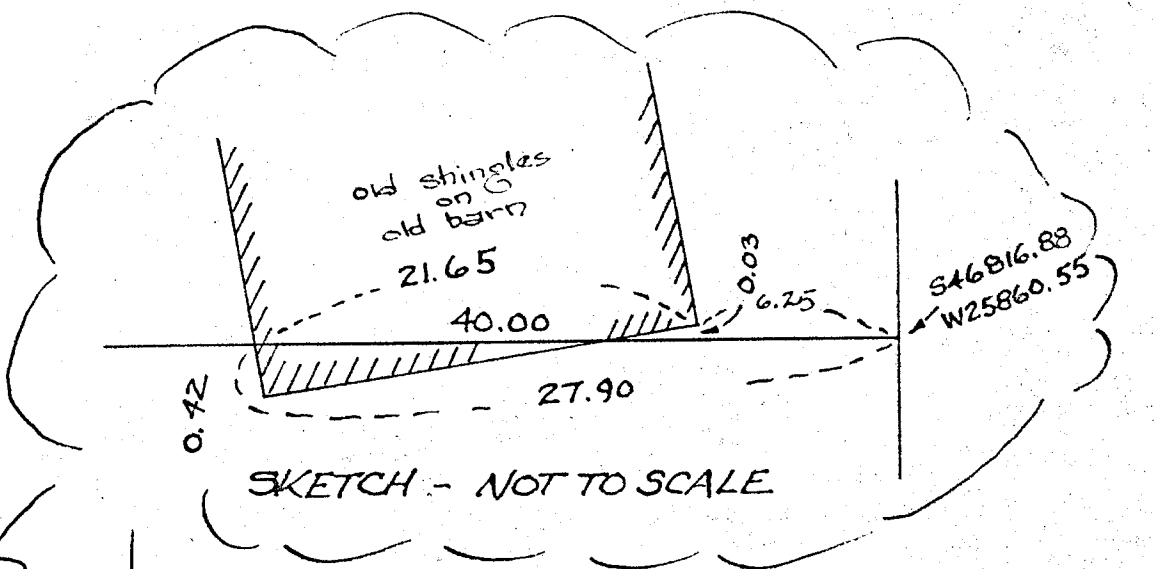 old shingles
on
old barn
21.65
40.00
0.03
6.25
S46816.88
W25860.55
0.42
27.90
SKETCH - NOT TO SCALE